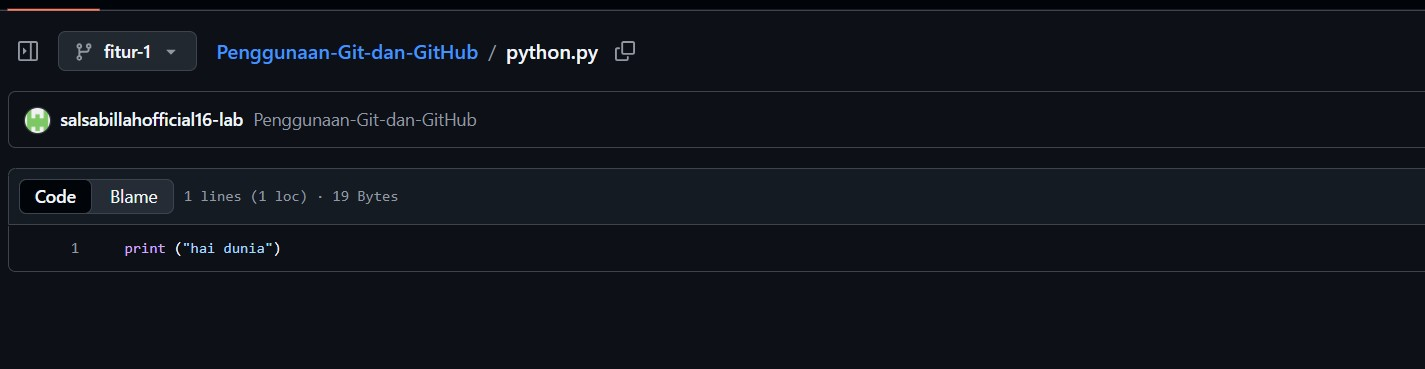 fitur-1 Penggunaan-Git-dan-GitHub / python.py
salsabillahofficial16-lab Penggunaan-Git-dan-GitHub
Code Blame 1 lines (1 loc) · 19 Bytes
1 print ("hai dunia")